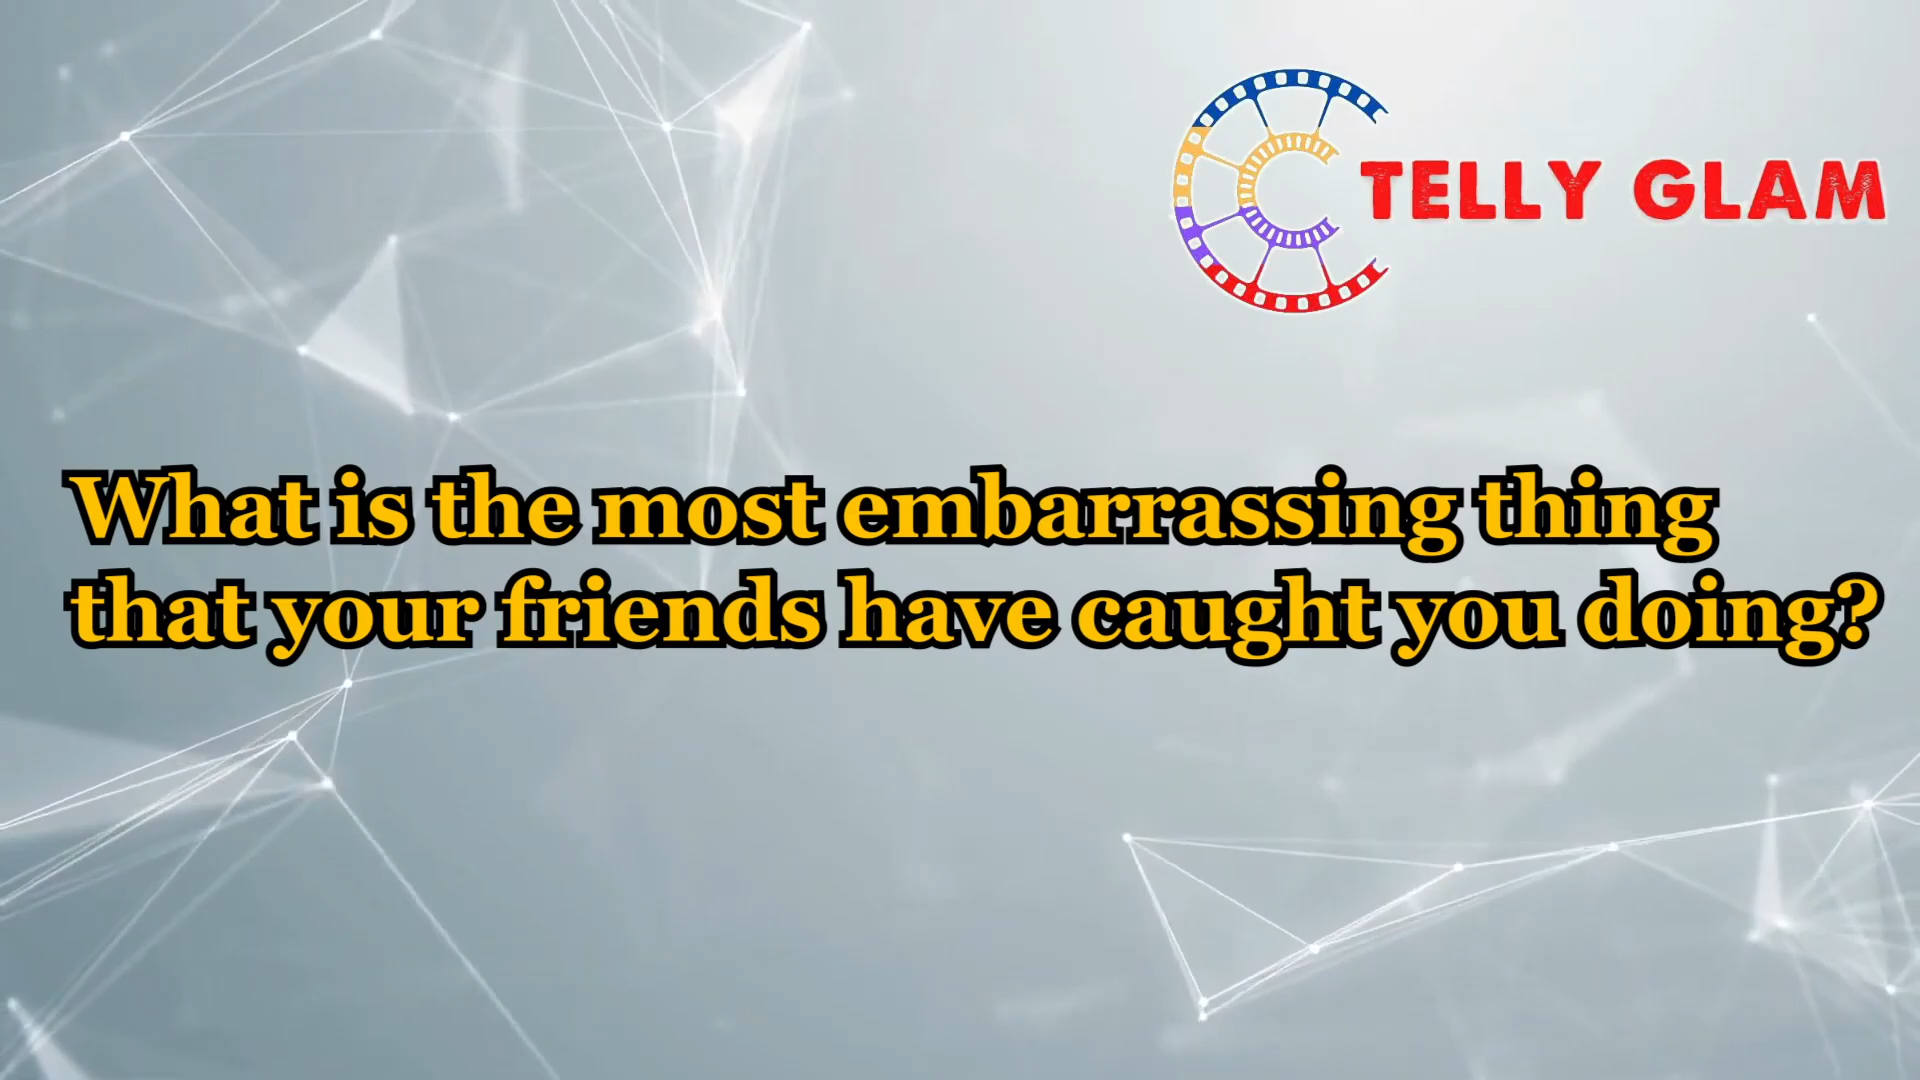 TELLY GLAM
What is the most embarrassing thing
that your friends have caught you doing?